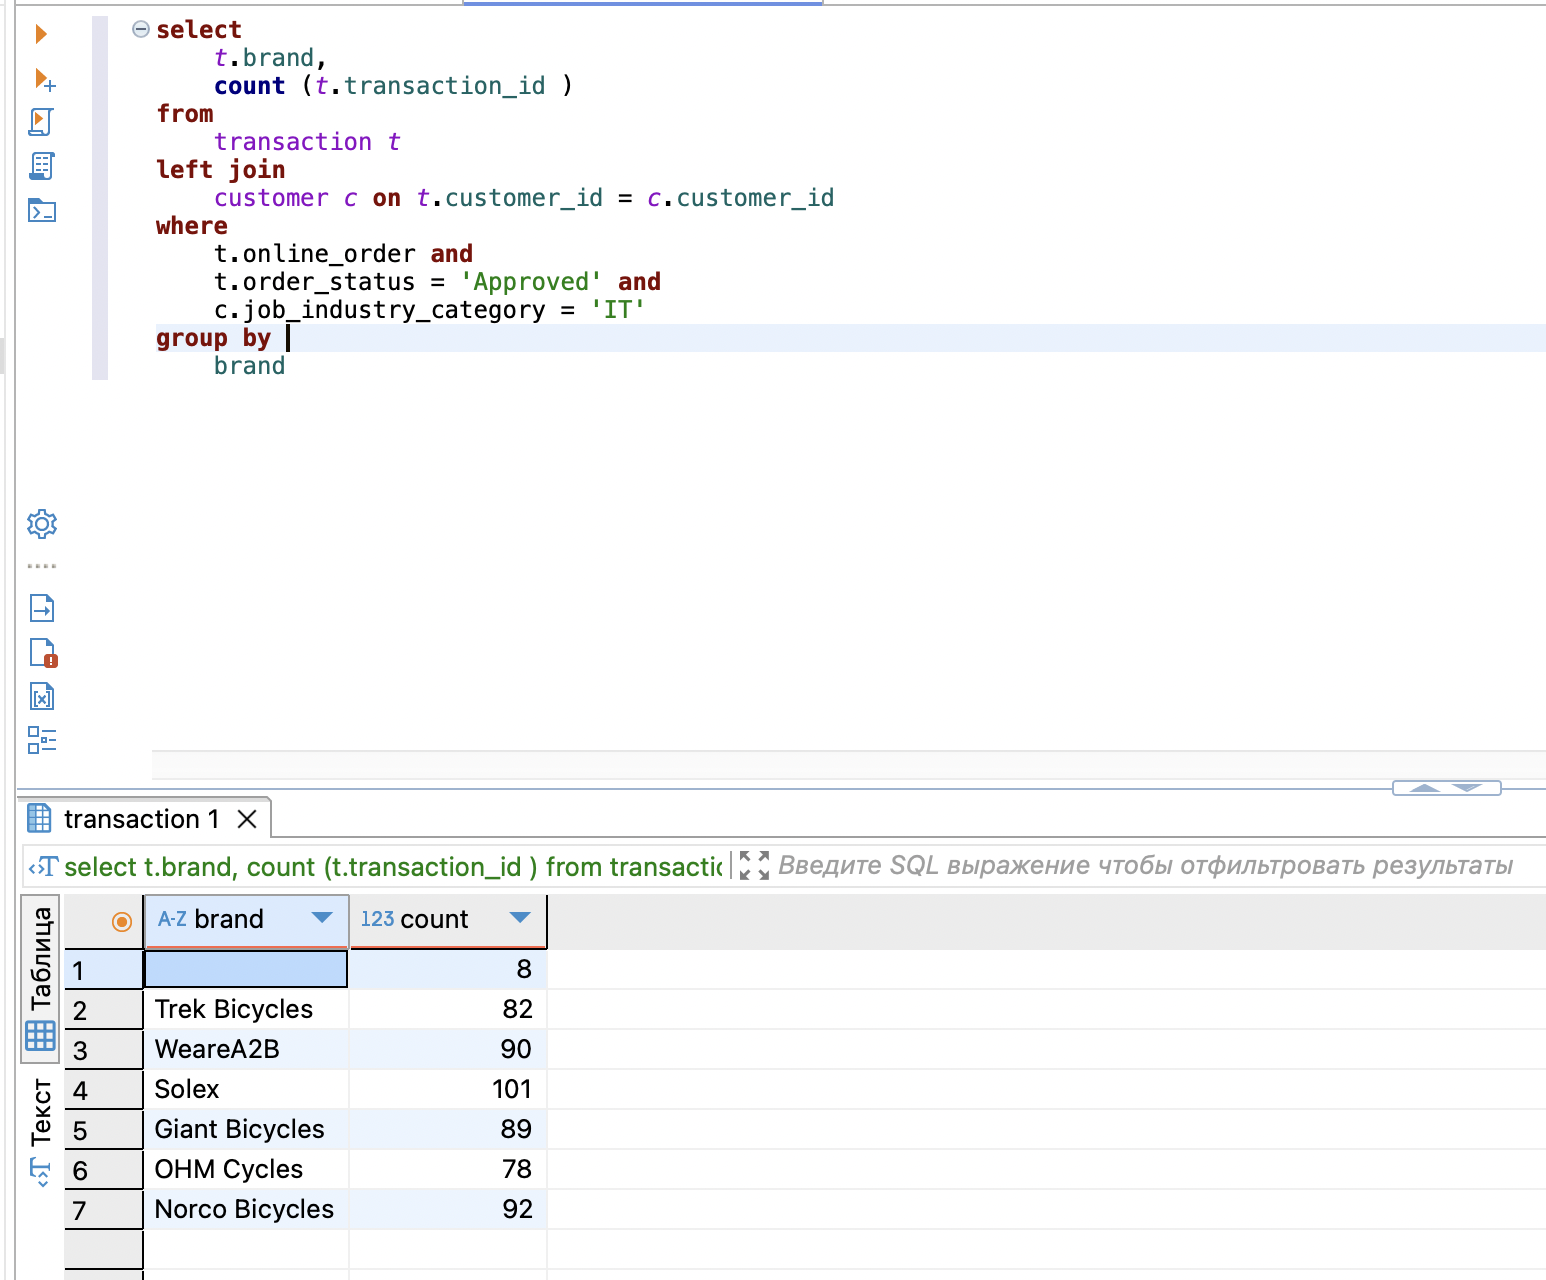 select
t.brand,
count (t.transaction_id )
from
transaction t
left join
customer c on t.customer_id = c.customer_id
where
t.online_order and
t.order_status = 'Approved' and
c.job_industry_category = 'IT'
group by
brand
transaction 1
select t.brand, count (t.transaction_id ) from transactic
Введите SQL выражение чтобы отфильтровать результаты
Таблица
Текст
A-Z brand 123 count
1 8
2 Trek Bicycles 82
3 WeareA2B 90
4 Solex 101
5 Giant Bicycles 89
6 OHM Cycles 78
7 Norco Bicycles 92